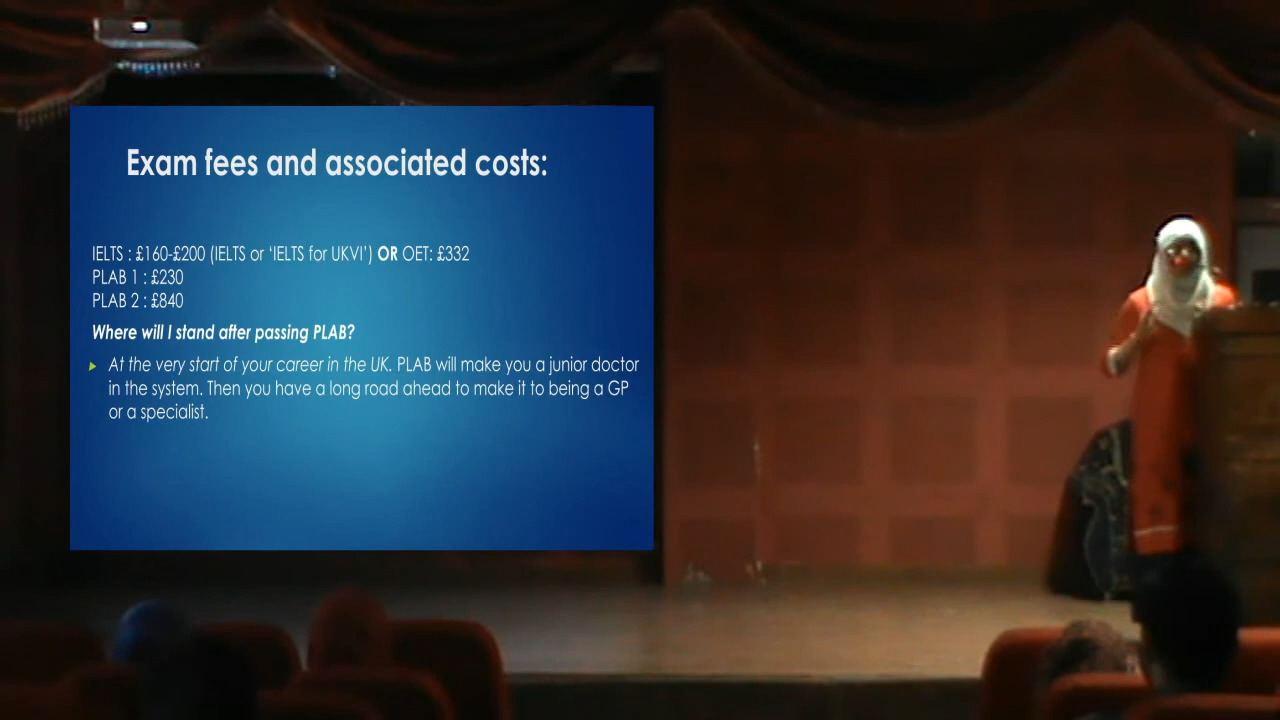 Exam fees and associated costs:
IELTS : £160-£200 (IELTS or ‘IELTS for UKVI’) OR OET: £332
PLAB 1 : £230
PLAB 2 : £840
Where will I stand after passing PLAB?
At the very start of your career in the UK. PLAB will make you a junior doctor
in the system. Then you have a long road ahead to make it to being a GP
or a specialist.